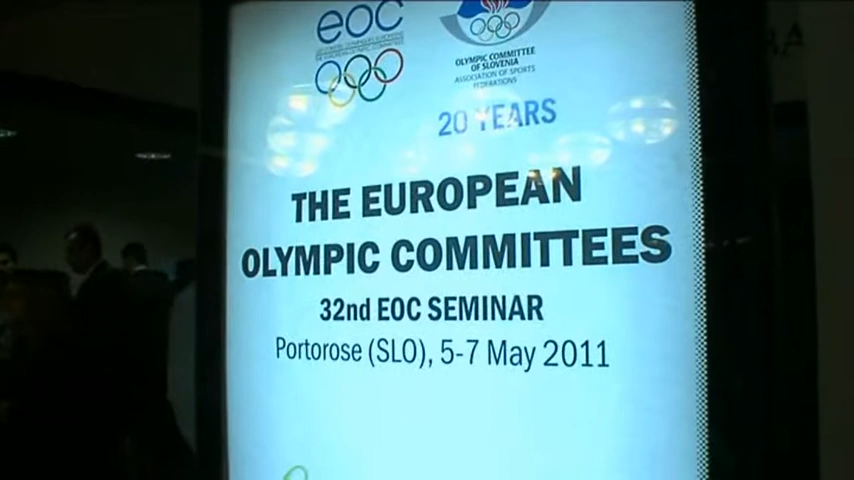 eoc
OLYMPIC COMMITTEE
OF SLOVENIA
ASSOCIATION OF SPORTS
FEDERATIONS
20 YEARS
THE EUROPEAN
OLYMPIC COMMITTEES
32nd EOC SEMINAR
Portorose (SLO), 5-7 May 2011